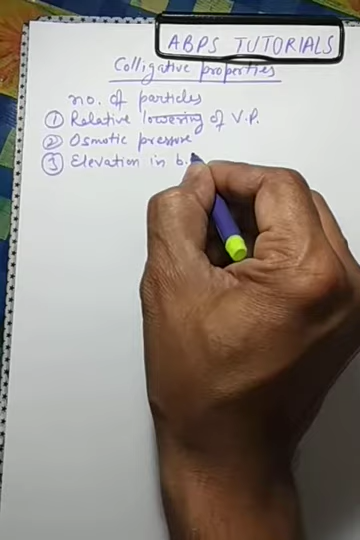 ABPS TUTORIALS
Colligative properties
no. of particles
① Relative lowering of V.P.
② Osmotic pressure
③ Elevation in b.